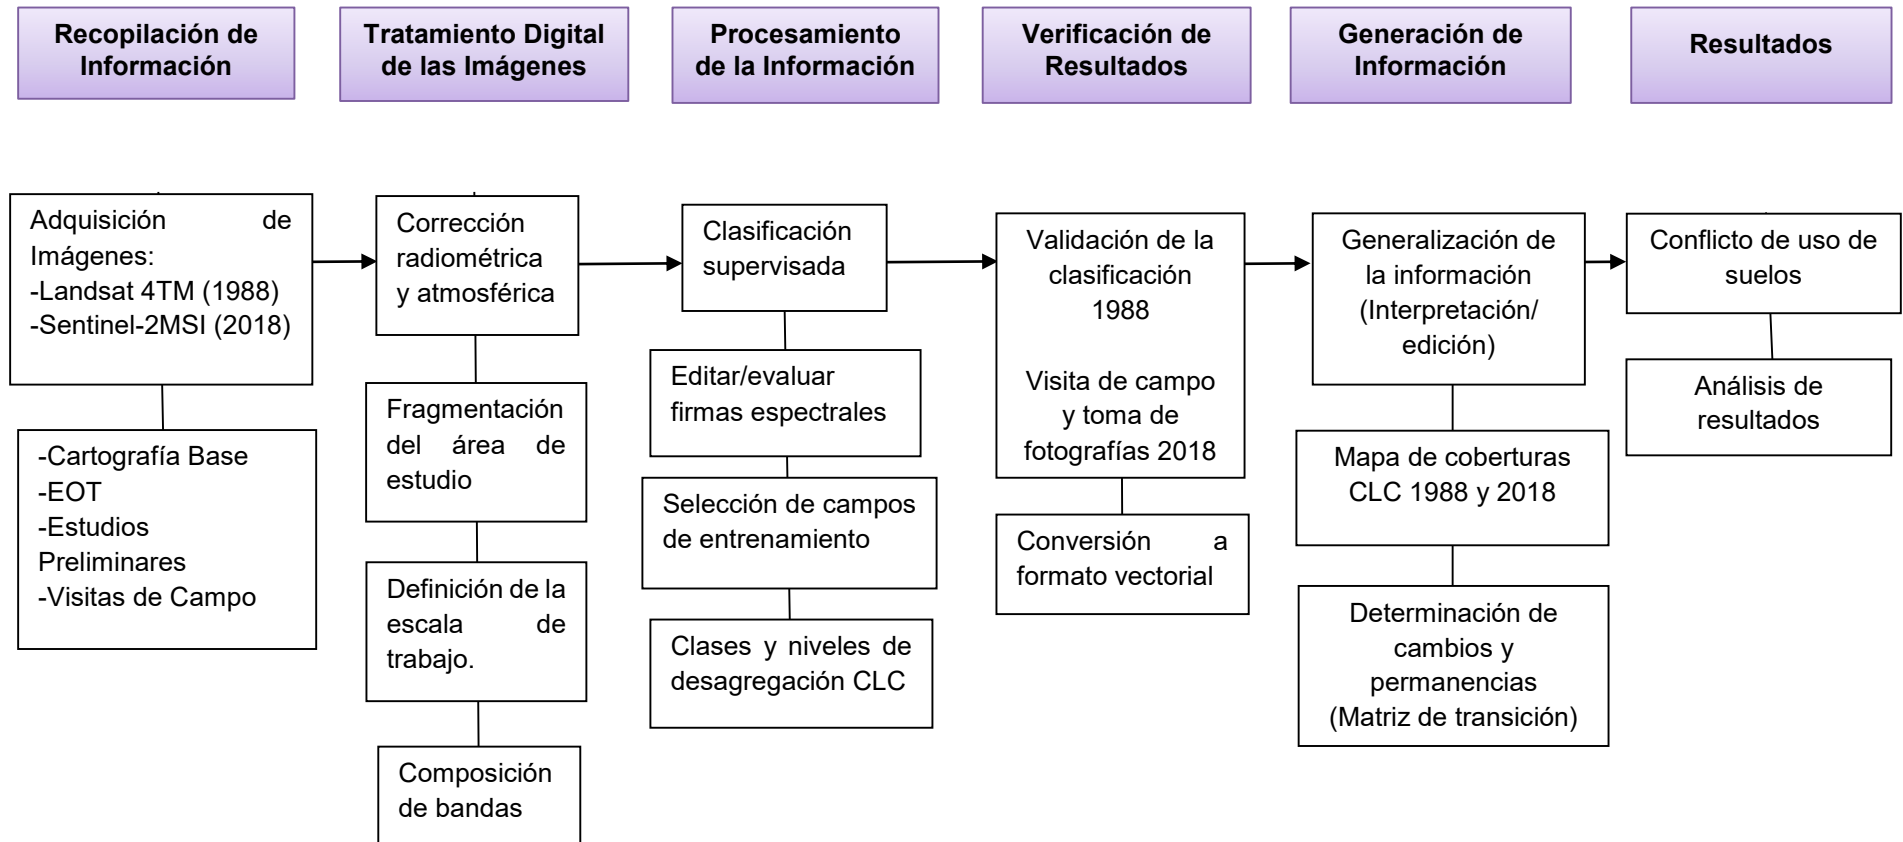 Recopilación de
Información
Tratamiento Digital
de las Imágenes
Procesamiento
de la Información
Verificación de
Resultados
Generación de
Información
Resultados
Adquisición de
Imágenes:
-Landsat 4TM (1988)
-Sentinel-2MSI (2018)
-Cartografía Base
-EOT
-Estudios
Preliminares
-Visitas de Campo
Corrección
radiométrica
y atmosférica
Fragmentación
del área de
estudio
Definición de la
escala de
trabajo.
Composición
de bandas
Clasificación
supervisada
Editar/evaluar
firmas espectrales
Selección de campos
de entrenamiento
Clases y niveles de
desagregación CLC
Validación de la
clasificación
1988
Visita de campo
y toma de
fotografías 2018
Conversión a
formato vectorial
Generalización de
la información
(Interpretación/
edición)
Mapa de coberturas
CLC 1988 y 2018
Determinación de
cambios y
permanencias
(Matriz de transición)
Conflicto de uso de
suelos
Análisis de
resultados